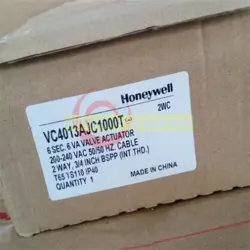 Honeywell
2WC
VC4013AJC1000T
6 SEC, 6 VA VALVE ACTUATOR
200-240 VAC 50/50 HZ. CABLE
2 WAY, 3/4 INCH BSPP (INT.THD.)
T65 TS110 IP40
QUANTITY 1
MADE IN CHINA